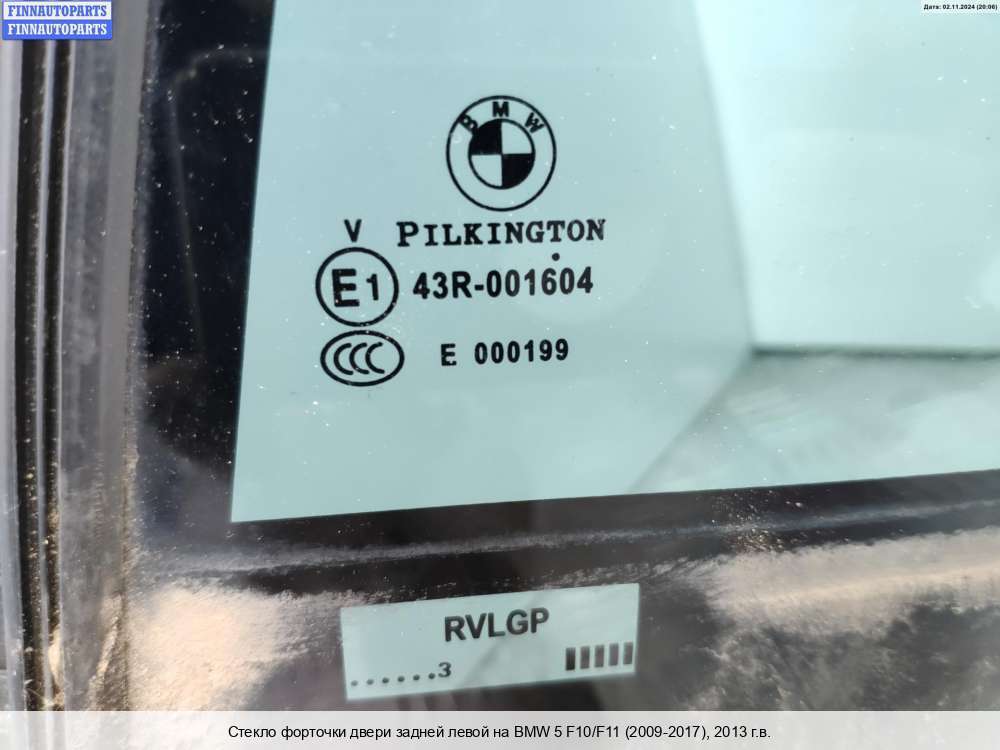 FINNAUTOPARTS
FINNAUTOPARTS
Дата: 02.11.2024 (20:06)
BMW
V PILKINGTON
E1 43R-001604
CCC E 000199
RVLGP
......3
Стекло форточки двери задней левой на BMW 5 F10/F11 (2009-2017), 2013 г.в.